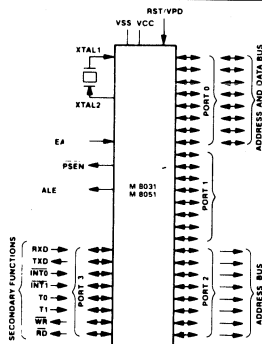 RST/VPD
VSS VCC
XTAL1
XTAL2
EA
PSEN
ALE
M 8031
M 8051
PORT 0
ADDRESS AND DATA BUS
PORT 1
PORT 2
ADDRESS BUS
PORT 3
SECONDARY FUNCTIONS
RXD
TXD
INT0
INT1
T0
T1
WR
RD